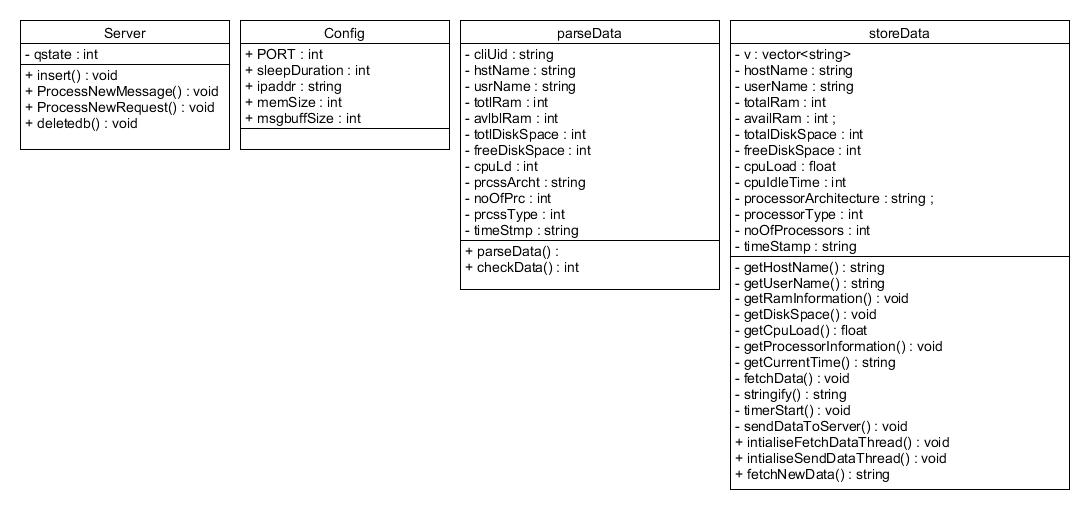 Server
- qstate : int
+ insert() : void
+ ProcessNewMessage() : void
+ ProcessNewRequest() : void
+ deletedb() : void
Config
+ PORT : int
+ sleepDuration : int
+ ipaddr : string
+ memSize : int
+ msgbuffSize : int
parseData
- cliUid : string
- hstName : string
- usrName : string
- totlRam : int
- avlblRam : int
- totlDiskSpace : int
- freeDiskSpace : int
- cpuLd : int
- prcssArcht : string
- noOfPrc : int
- prcssType : int
- timeStmp : string
+ parseData() :
+ checkData() : int
storeData
- v : vector<string>
- hostName : string
- userName : string
- totalRam : int
- availRam : int ;
- totalDiskSpace : int
- freeDiskSpace : int
- cpuLoad : float
- cpuIdleTime : int
- processorArchitecture : string ;
- processorType : int
- noOfProcessors : int
- timeStamp : string
- getHostName() : string
- getUserName() : string
- getRamInformation() : void
- getDiskSpace() : void
- getCpuLoad() : float
- getProcessorInformation() : void
- getCurrentTime() : string
- fetchData() : void
- stringify() : string
- timerStart() : void
- sendDataToServer() : void
+ intialiseFetchDataThread() : void
+ intialiseSendDataThread() : void
+ fetchNewData() : string